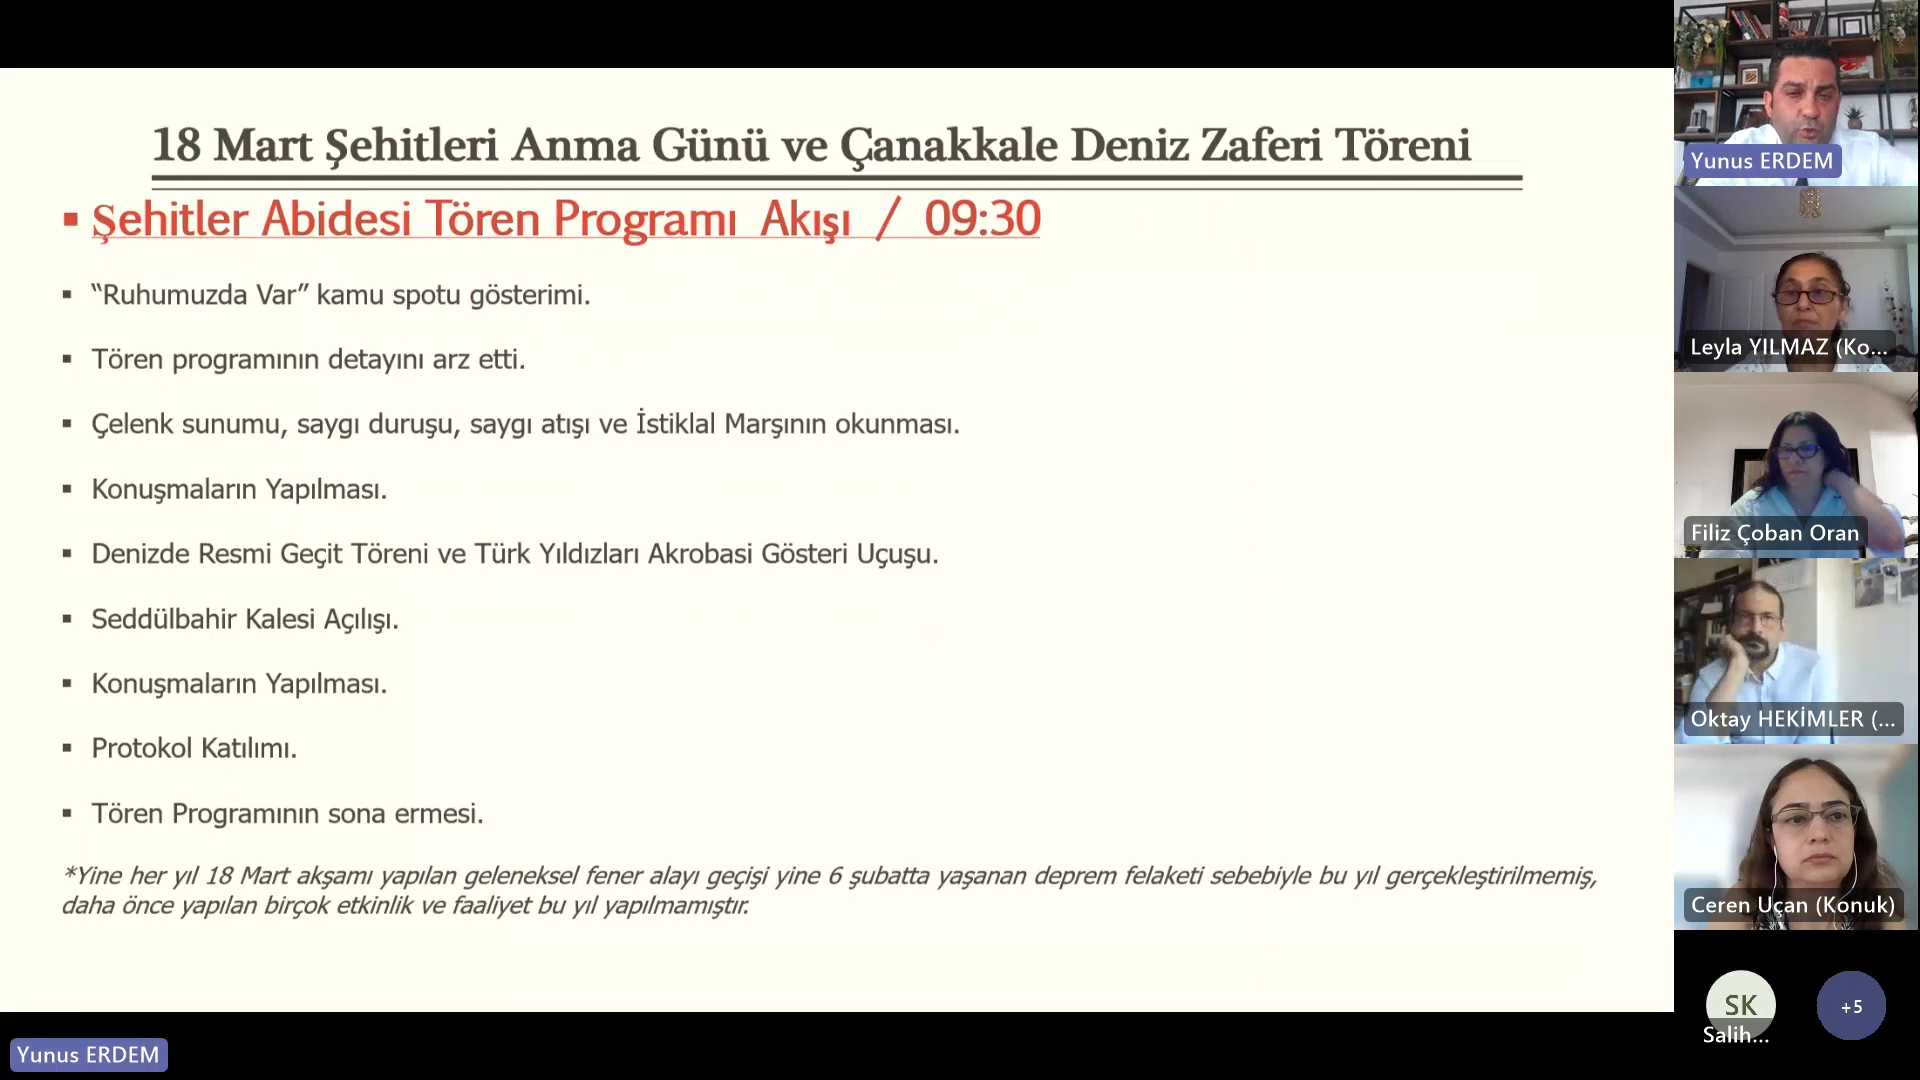 18 Mart Şehitleri Anma Günü ve Çanakkale Deniz Zaferi Töreni
▪ Şehitler Abidesi Tören Programı Akışı / 09:30
▪ “Ruhumuzda Var” kamu spotu gösterimi.
▪ Tören programının detayını arz etti.
▪ Çelenk sunumu, saygı duruşu, saygı atışı ve İstiklal Marşının okunması.
▪ Konuşmaların Yapılması.
▪ Denizde Resmi Geçit Töreni ve Türk Yıldızları Akrobasi Gösteri Uçuşu.
▪ Seddülbahir Kalesi Açılışı.
▪ Konuşmaların Yapılması.
▪ Protokol Katılımı.
▪ Tören Programının sona ermesi.
*Yine her yıl 18 Mart akşamı yapılan geleneksel fener alayı geçişi yine 6 şubatta yaşanan deprem felaketi sebebiyle bu yıl gerçekleştirilmemiş,
daha önce yapılan birçok etkinlik ve faaliyet bu yıl yapılmamıştır.
Yunus ERDEM
Yunus ERDEM
Leyla YILMAZ (Ko...
Filiz Çoban Oran
Oktay HEKİMLER (...
Ceren Uçan (Konuk)
SK
Salih...
+5